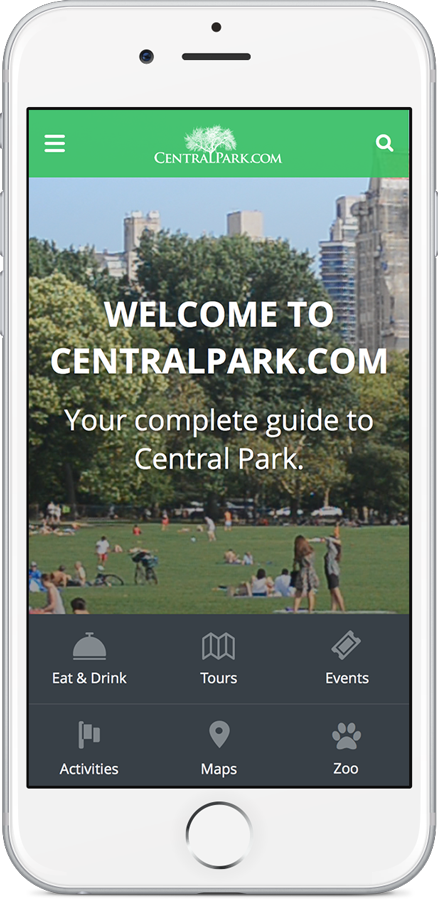 CENTRALPARK.COM
WELCOME TO
CENTRALPARK.COM
Your complete guide to
Central Park.
Eat & Drink
Tours
Events
Activities
Maps
Zoo